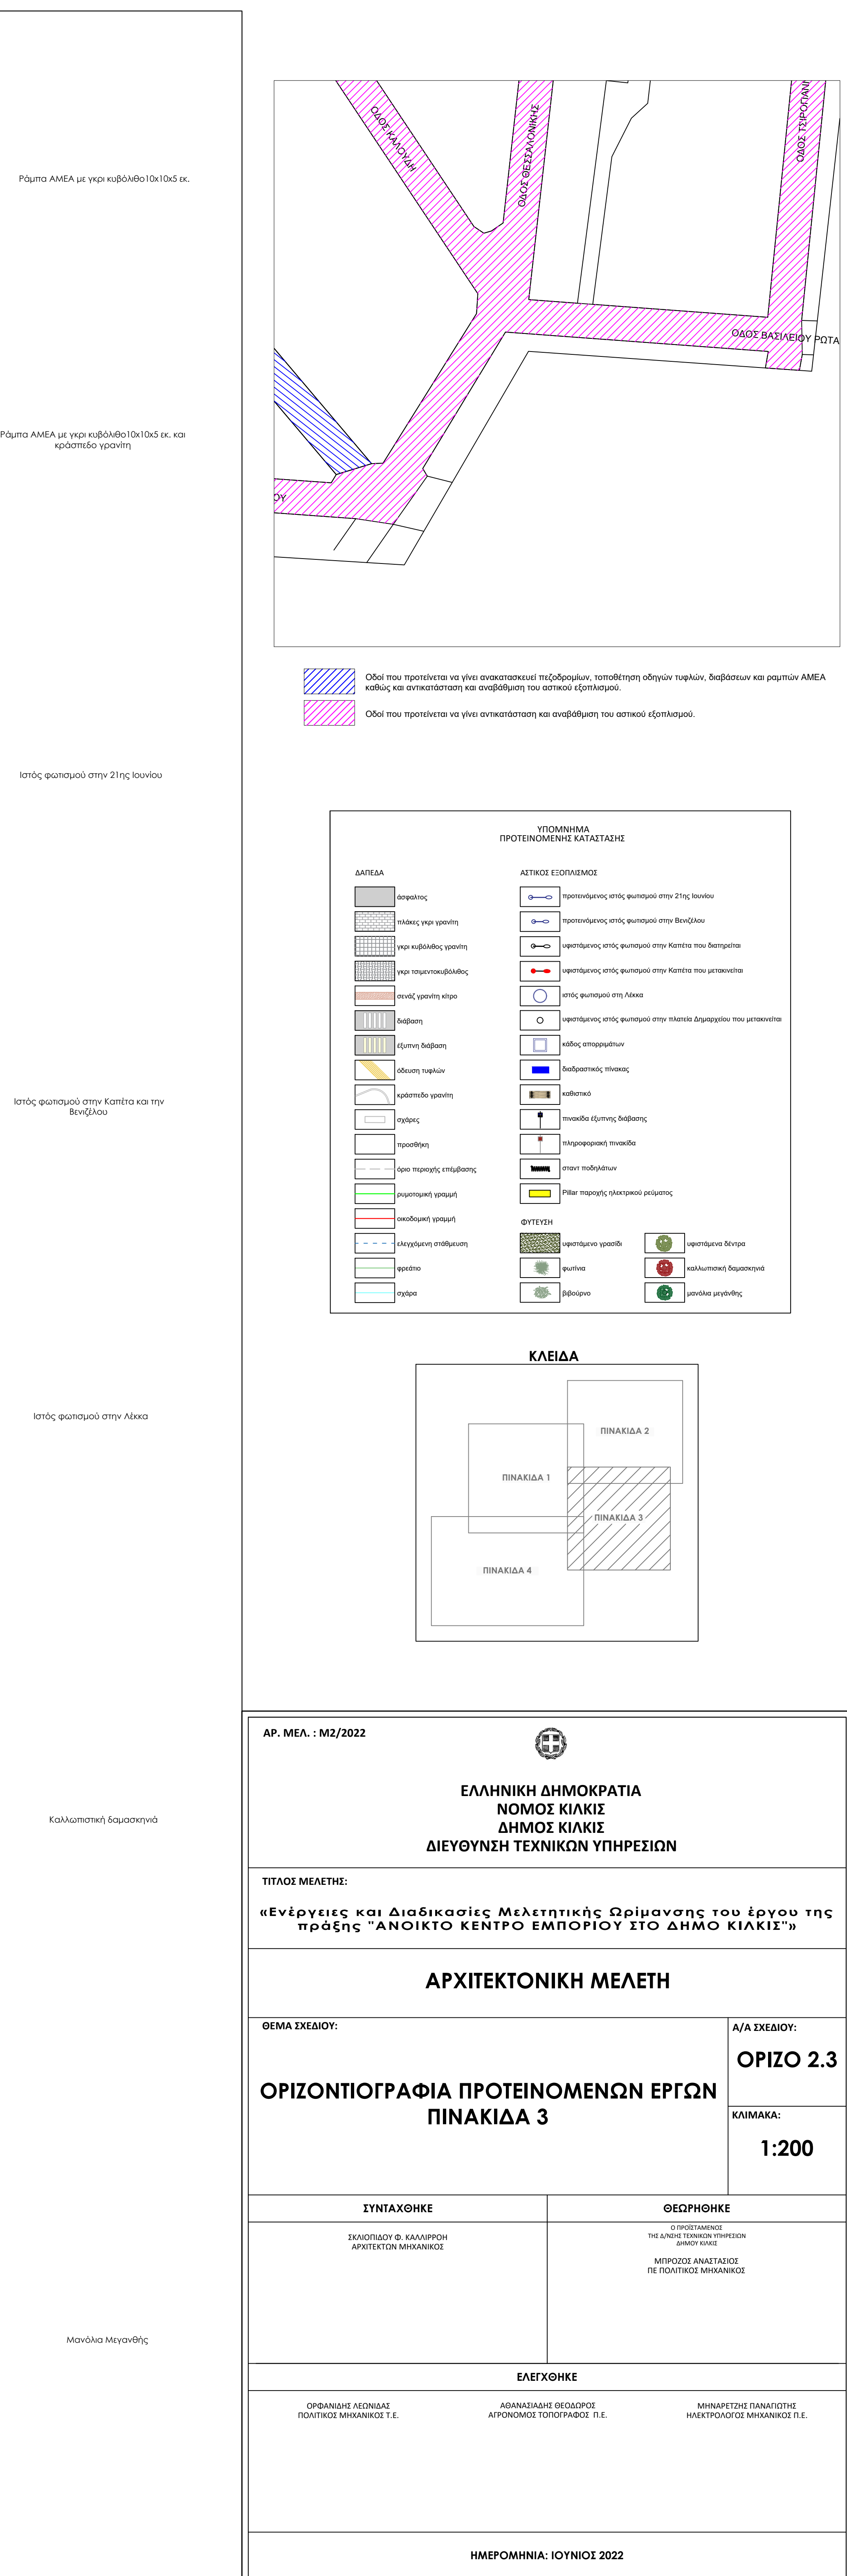 Ράμπα ΑΜΕΑ με γκρι κυβόλιθο10x10x5 εκ.
Ράμπα ΑΜΕΑ με γκρι κυβόλιθο10x10x5 εκ. και
κράσπεδο γρανίτη
Ιστός φωτισμού στην 21ης Ιουνίου
Ιστός φωτισμού στην Καπέτα και την
Βενιζέλου
Ιστός φωτισμού στην Λέκκα
Καλλωπιστική δαμασκηνιά
Μανόλια Μεγανθής
ΟΔΟΣ ΚΑΛΟΥΔΗ
ΟΔΟΣ ΘΕΣΣΑΛΟΝΙΚΗΣ
ΟΔΟΣ ΤΣΙΡΟΓΙΑΝΝ
ΟΔΟΣ ΒΑΣΙΛΕΙΟΥ ΡΩΤΑ
ΟΥ
Οδοί που προτείνεται να γίνει ανακατασκευεί πεζοδρομίων, τοποθέτηση οδηγών τυφλών, διαβάσεων και ραμπών ΑΜΕΑ
καθώς και αντικατάσταση και αναβάθμιση του αστικού εξοπλισμού.
Οδοί που προτείνεται να γίνει αντικατάσταση και αναβάθμιση του αστικού εξοπλισμού.
ΥΠΟΜΝΗΜΑ
ΠΡΟΤΕΙΝΟΜΕΝΗΣ ΚΑΤΑΣΤΑΣΗΣ
ΔΑΠΕΔΑ
άσφαλτος
πλάκες γκρι γρανίτη
γκρι κυβόλιθος γρανίτη
γκρι τσιμεντοκυβόλιθος
σενάζ γρανίτη κίτρο
διάβαση
έξυπνη διάβαση
όδευση τυφλών
κράσπεδο γρανίτη
σχάρες
προσθήκη
όριο περιοχής επέμβασης
ρυμοτομική γραμμή
οικοδομική γραμμή
ελεγχόμενη στάθμευση
φρεάτιο
σχάρα
ΑΣΤΙΚΟΣ ΕΞΟΠΛΙΣΜΟΣ
προτεινόμενος ιστός φωτισμού στην 21ης Ιουνίου
προτεινόμενος ιστός φωτισμού στην Βενιζέλου
υφιστάμενος ιστός φωτισμού στην Καπέτα που διατηρείται
υφιστάμενος ιστός φωτισμού στην Καπέτα που μετακινείται
ιστός φωτισμού στη Λέκκα
υφιστάμενος ιστός φωτισμού στην πλατεία Δημαρχείου που μετακινείται
κάδος απορριμάτων
διαδραστικός πίνακας
καθιστικό
πινακίδα έξυπνης διάβασης
πληροφοριακή πινακίδα
σταντ ποδηλάτων
Pillar παροχής ηλεκτρικού ρεύματος
ΦΥΤΕΥΣΗ
υφιστάμενο γρασίδι
φωτίνια
βιβούρνο
υφιστάμενα δέντρα
καλλωπισική δαμασκηνιά
μανόλια μεγάνθης
ΚΛΕΙΔΑ
ΠΙΝΑΚΙΔΑ 2
ΠΙΝΑΚΙΔΑ 1
ΠΙΝΑΚΙΔΑ 3
ΠΙΝΑΚΙΔΑ 4
ΑΡ. ΜΕΛ. : Μ2/2022
ΕΛΛΗΝΙΚΗ ΔΗΜΟΚΡΑΤΙΑ
ΝΟΜΟΣ ΚΙΛΚΙΣ
ΔΗΜΟΣ ΚΙΛΚΙΣ
ΔΙΕΥΘΥΝΣΗ ΤΕΧΝΙΚΩΝ ΥΠΗΡΕΣΙΩΝ
ΤΙΤΛΟΣ ΜΕΛΕΤΗΣ:
«Ενέργειες και Διαδικασίες Μελετητικής Ωρίμανσης του έργου της
πράξης "ΑΝΟΙΚΤΟ ΚΕΝΤΡΟ ΕΜΠΟΡΙΟΥ ΣΤΟ ΔΗΜΟ ΚΙΛΚΙΣ"»
ΑΡΧΙΤΕΚΤΟΝΙΚΗ ΜΕΛΕΤΗ
ΘΕΜΑ ΣΧΕΔΙΟΥ:
ΟΡΙΖΟΝΤΙΟΓΡΑΦΙΑ ΠΡΟΤΕΙΝΟΜΕΝΩΝ ΕΡΓΩΝ
ΠΙΝΑΚΙΔΑ 3
Α/Α ΣΧΕΔΙΟΥ:
ΟΡΙΖΟ 2.3
ΚΛΙΜΑΚΑ:
1:200
ΣΥΝΤΑΧΘΗΚΕ
ΣΚΛΙΟΠΙΔΟΥ Φ. ΚΑΛΛΙΡΡΟΗ
ΑΡΧΙΤΕΚΤΩΝ ΜΗΧΑΝΙΚΟΣ
ΘΕΩΡΗΘΗΚΕ
Ο ΠΡΟΪΣΤΑΜΕΝΟΣ
ΤΗΣ Δ/ΝΣΗΣ ΤΕΧΝΙΚΩΝ ΥΠΗΡΕΣΙΩΝ
ΔΗΜΟΥ ΚΙΛΚΙΣ
ΜΠΡΟΖΟΣ ΑΝΑΣΤΑΣΙΟΣ
ΠΕ ΠΟΛΙΤΙΚΟΣ ΜΗΧΑΝΙΚΟΣ
ΕΛΕΓΧΘΗΚΕ
ΟΡΦΑΝΙΔΗΣ ΛΕΩΝΙΔΑΣ
ΠΟΛΙΤΙΚΟΣ ΜΗΧΑΝΙΚΟΣ Τ.Ε.
ΑΘΑΝΑΣΙΑΔΗΣ ΘΕΟΔΩΡΟΣ
ΑΓΡΟΝΟΜΟΣ ΤΟΠΟΓΡΑΦΟΣ Π.Ε.
ΜΗΝΑΡΕΤΖΗΣ ΠΑΝΑΓΙΩΤΗΣ
ΗΛΕΚΤΡΟΛΟΓΟΣ ΜΗΧΑΝΙΚΟΣ Π.Ε.
ΗΜΕΡΟΜΗΝΙΑ: ΙΟΥΝΙΟΣ 2022